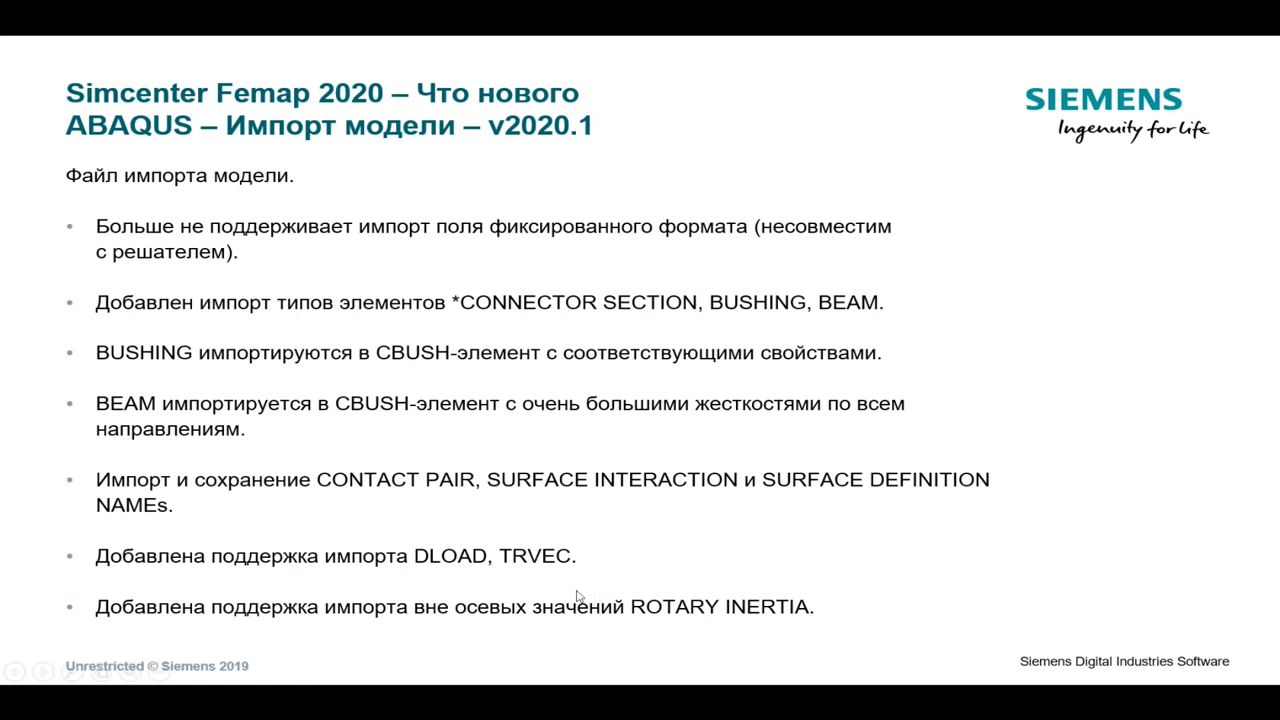 Simcenter Femap 2020 – Что нового
ABAQUS – Импорт модели – v2020.1
SIEMENS
Ingenuity for life
Файл импорта модели.
• Больше не поддерживает импорт поля фиксированного формата (несовместим
с решателем).
• Добавлен импорт типов элементов *CONNECTOR SECTION, BUSHING, BEAM.
• BUSHING импортируются в CBUSH-элемент с соответствующими свойствами.
• BEAM импортируется в CBUSH-элемент с очень большими жесткостями по всем
направлениям.
• Импорт и сохранение CONTACT PAIR, SURFACE INTERACTION и SURFACE DEFINITION
NAMEs.
• Добавлена поддержка импорта DLOAD, TRVEC.
• Добавлена поддержка импорта вне осевых значений ROTARY INERTIA.
Unrestricted © Siemens 2019
Siemens Digital Industries Software